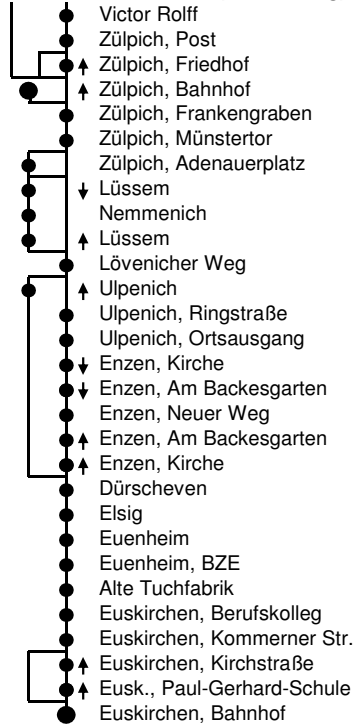 Victor Rolff
Zülpich, Post
Zülpich, Friedhof
Zülpich, Bahnhof
Zülpich, Frankengraben
Zülpich, Münstertor
Zülpich, Adenauerplatz
Lüssem
Nemmenich
Lüssem
Lövenicher Weg
Ulpenich
Ulpenich, Ringstraße
Ulpenich, Ortsausgang
Enzen, Kirche
Enzen, Am Backesgarten
Enzen, Neuer Weg
Enzen, Am Backesgarten
Enzen, Kirche
Dürscheven
Elsig
Euenheim
Euenheim, BZE
Alte Tuchfabrik
Euskirchen, Berufskolleg
Euskirchen, Kommerner Str.
Euskirchen, Kirchstraße
Eusk., Paul-Gerhard-Schule
Euskirchen, Bahnhof